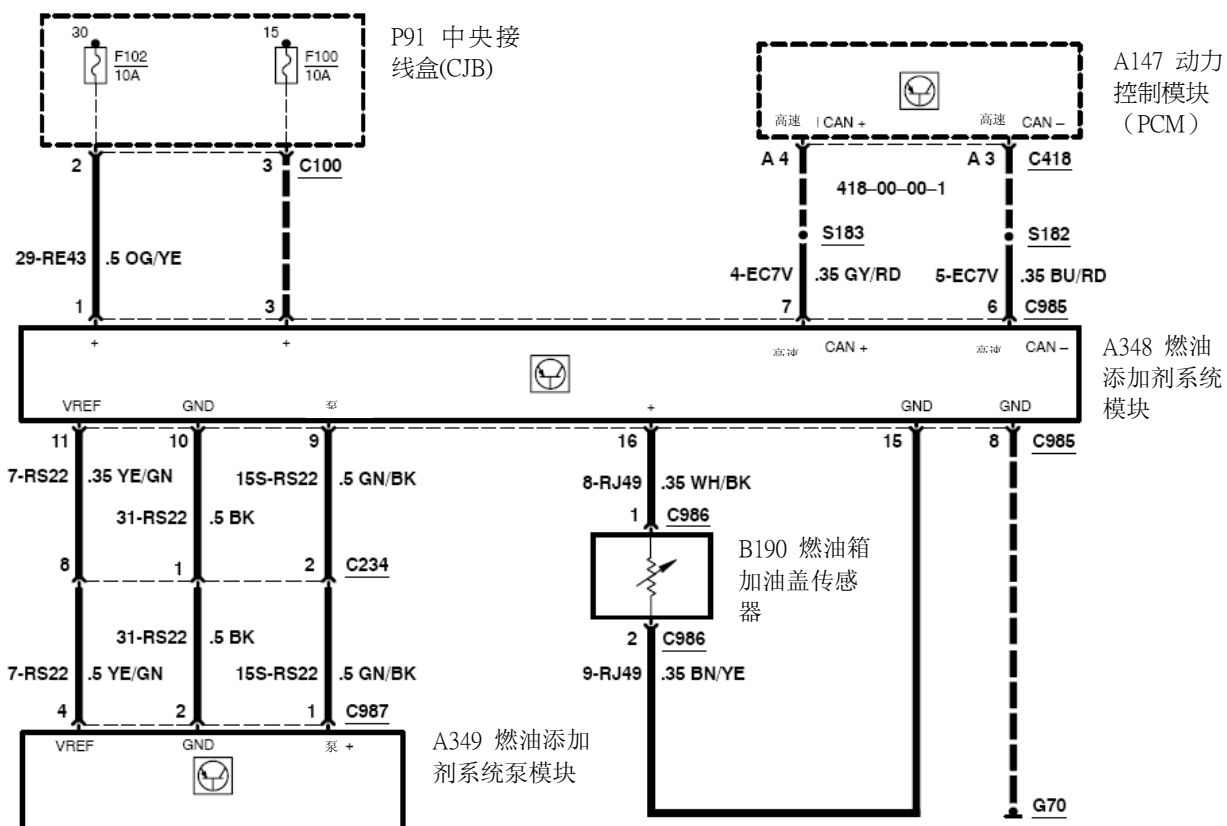 30
15
F102
10A
F100
10A
P91 中央接
线盒(CJB)
A147 动力
控制模块
（PCM）
高速
CAN +
高速
CAN –
2
3
C100
A 4
A 3
C418
418–00–00–1
S183
S182
29-RE43
.5 OG/YE
4-EC7V
.35 GY/RD
5-EC7V
.35 BU/RD
1
3
7
6
C985
+
+
高速
CAN +
高速
CAN –
A348 燃油
添加剂系统
模块
VREF
GND
泵
+
GND
GND
11
10
9
16
15
8
C985
7-RS22
.35 YE/GN
15S-RS22
.5 GN/BK
8-RJ49
.35 WH/BK
31-RS22
.5 BK
1
C986
8
1
2
C234
B190 燃油箱
加油盖传感
器
31-RS22
.5 BK
2
C986
7-RS22
.5 YE/GN
15S-RS22
.5 GN/BK
9-RJ49
.35 BN/YE
4
2
1
C987
VREF
GND
泵 +
A349 燃油添加
剂系统泵模块
G70